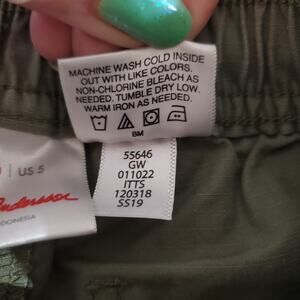 MACHINE WASH COLD INSIDE
OUT WITH LIKE COLORS.
NON-CHLORINE BLEACH AS
NEEDED. TUMBLE DRY LOW.
WARM IRON AS NEEDED.
BM
US 5
55646
GW
011022
ITTS
120318
SS19